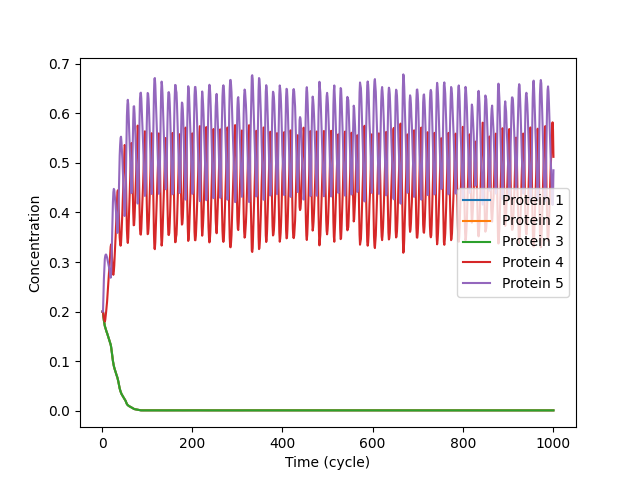 0.7
0.6
0.5
0.4
0.3
0.2
0.1
0.0
Concentration
Protein 1
Protein 2
Protein 3
Protein 4
Protein 5
0 200 400 600 800 1000
Time (cycle)